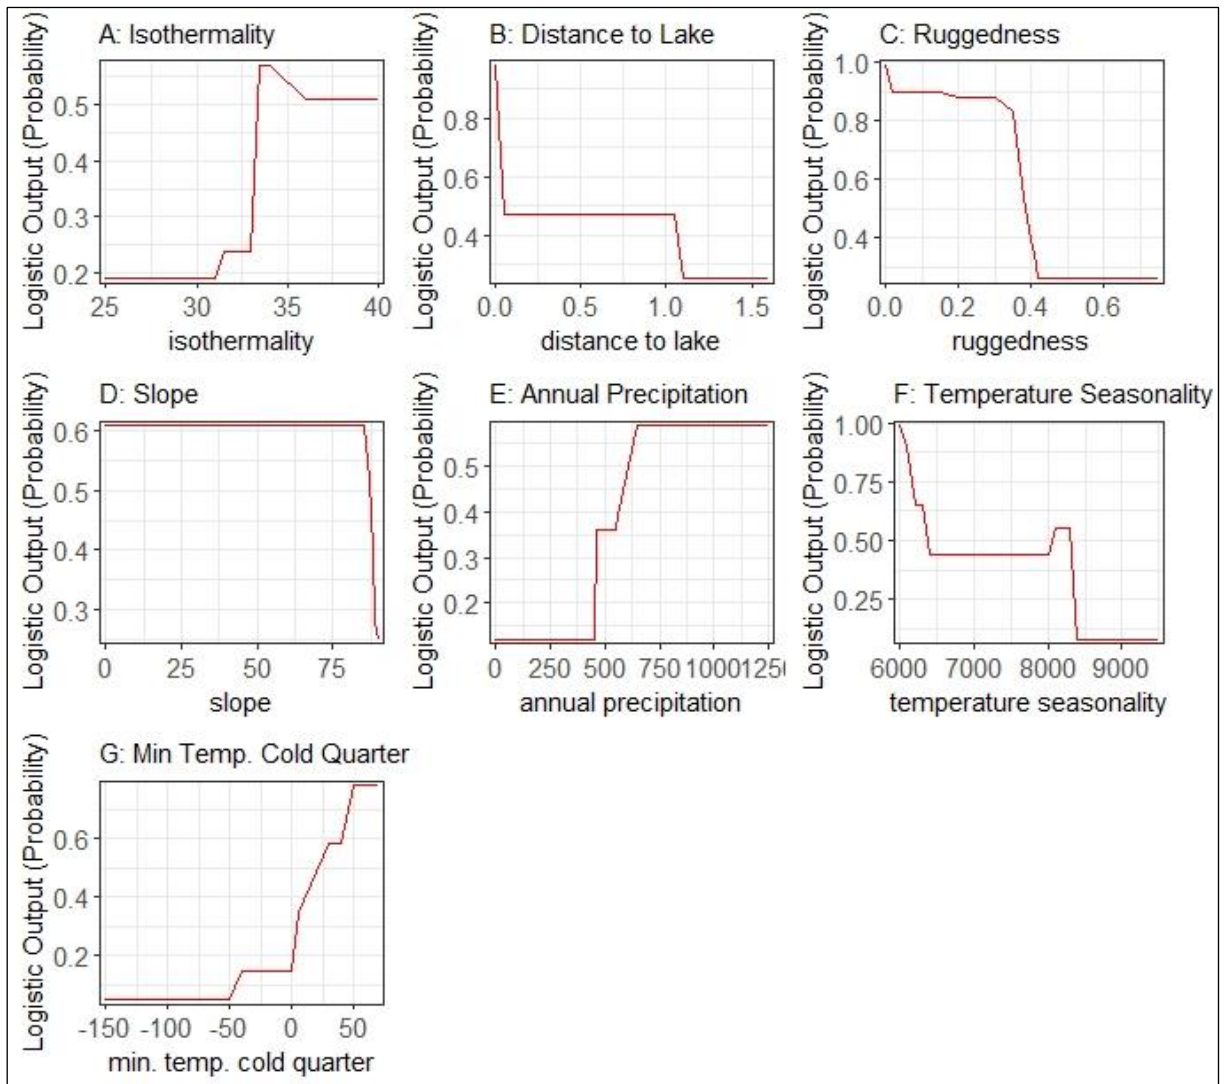 A: Isothermality
Logistic Output (Probability)
0.5
0.4
0.3
0.2
25 30 35 40
isothermality
B: Distance to Lake
Logistic Output (Probability)
0.8
0.6
0.4
0.0 0.5 1.0 1.5
distance to lake
C: Ruggedness
Logistic Output (Probability)
1.0
0.8
0.6
0.4
0.0 0.2 0.4 0.6
ruggedness
D: Slope
Logistic Output (Probability)
0.6
0.5
0.4
0.3
0 25 50 75
slope
E: Annual Precipitation
Logistic Output (Probability)
0.5
0.4
0.3
0.2
0 250 500 750 1000 1250
annual precipitation
F: Temperature Seasonality
Logistic Output (Probability)
1.00
0.75
0.50
0.25
6000 7000 8000 9000
temperature seasonality
G: Min Temp. Cold Quarter
Logistic Output (Probability)
0.6
0.4
0.2
-150 -100 -50 0 50
min. temp. cold quarter